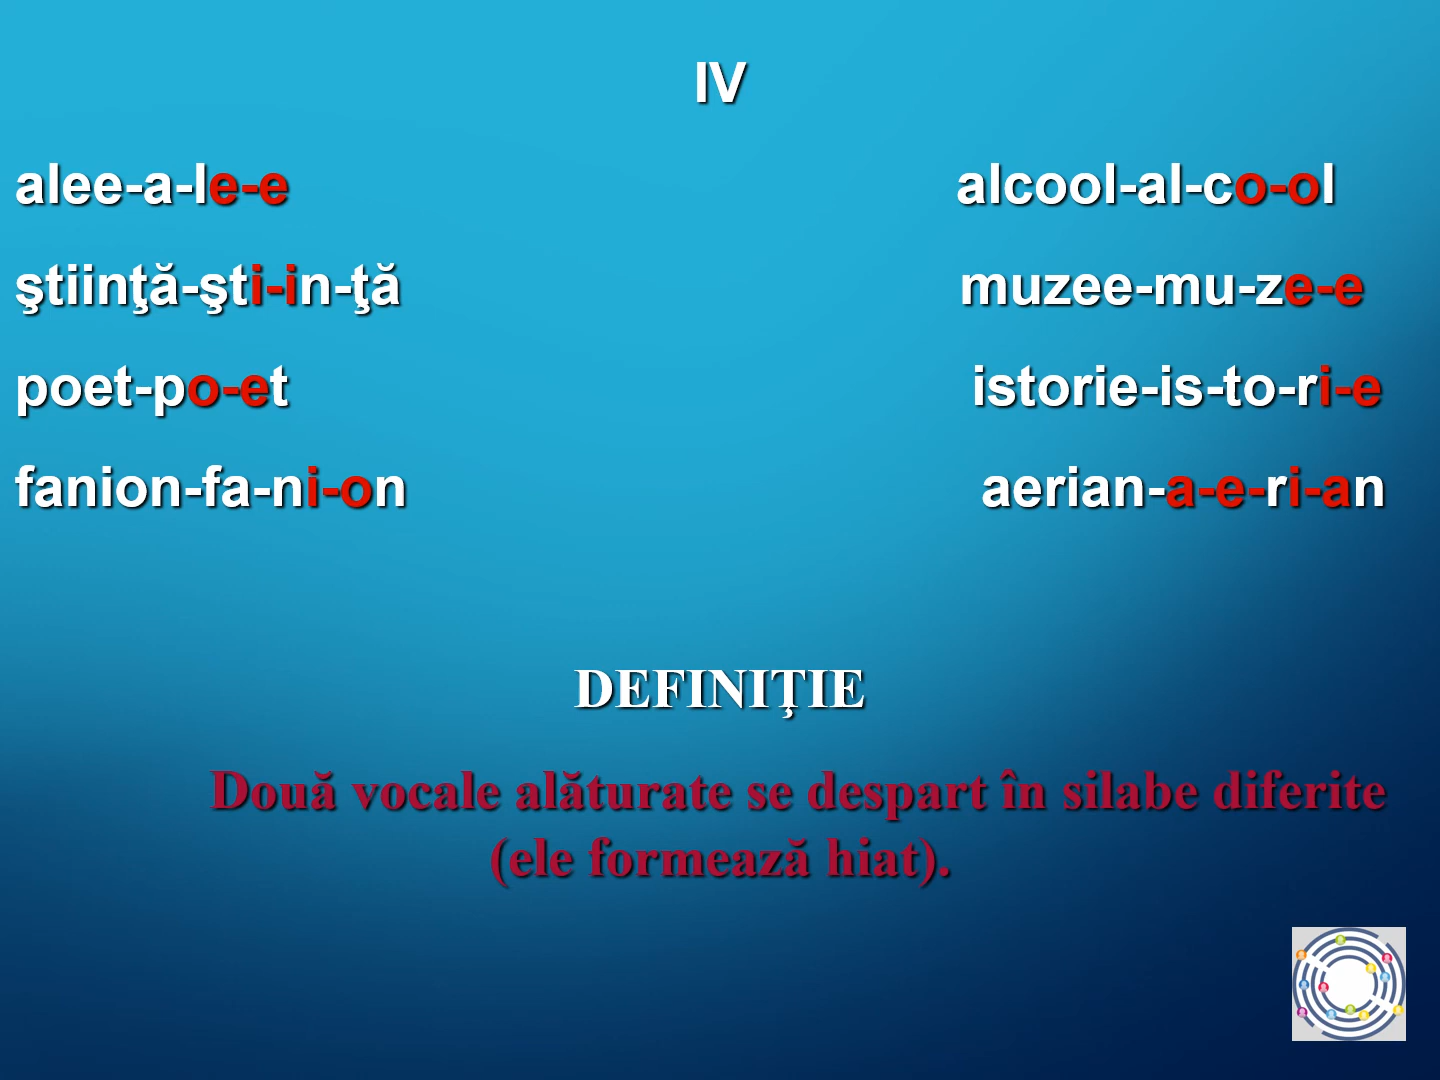 IV
alee-a-le-e alcool-al-co-ol
ştiinţă-şti-in-ţă muzee-mu-ze-e
poet-po-et istorie-is-to-ri-e
fanion-fa-ni-on aerian-a-e-ri-an
DEFINIŢIE
Două vocale alăturate se despart în silabe diferite
(ele formează hiat).